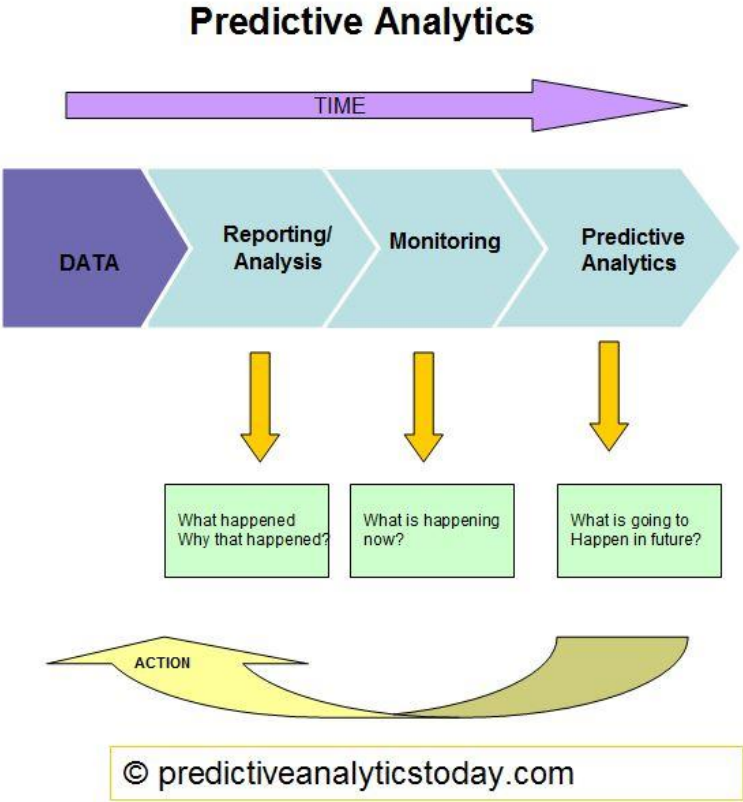 Predictive Analytics
TIME
DATA
Reporting/
Analysis
Monitoring
Predictive
Analytics
What happened
Why that happened?
What is happening
now?
What is going to
Happen in future?
ACTION
© predictiveanalyticstoday.com